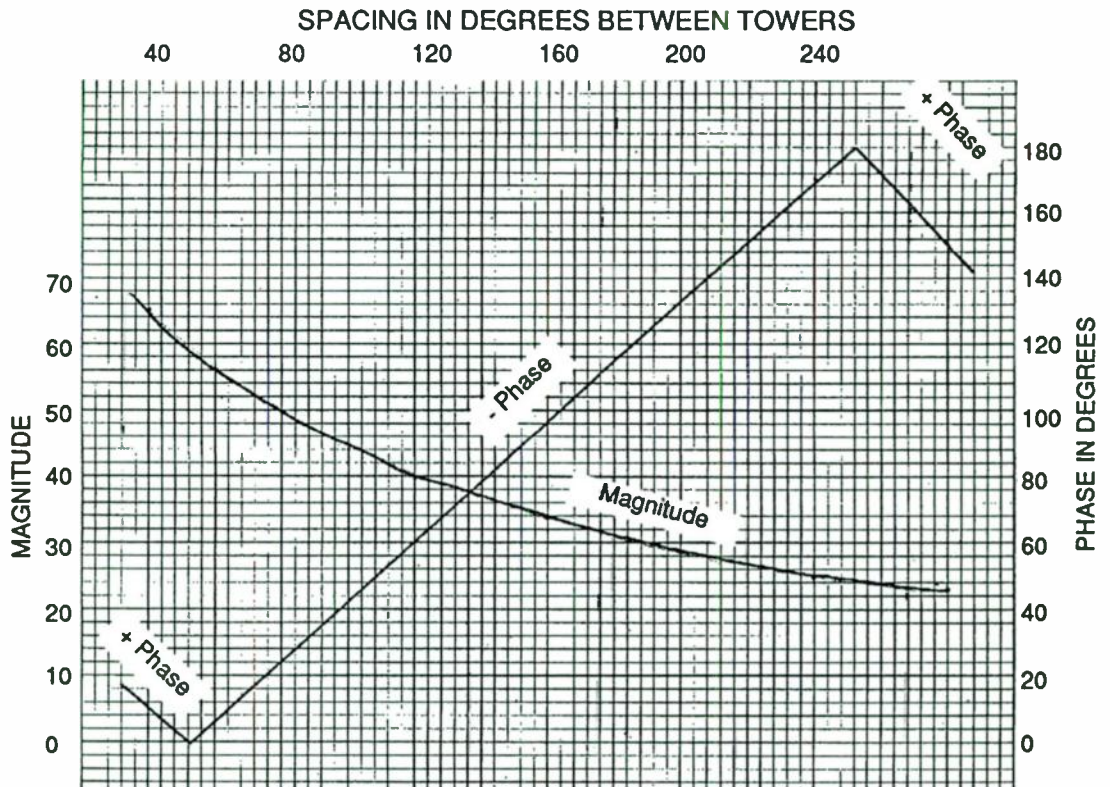 SPACING IN DEGREES BETWEEN TOWERS
40 80 120 160 200 240
+ Phase
180
160
70 140
60 120
- Phase
50 100
40 80
Magnitude
30 60
20 40
+ Phase
10 20
0 0
MAGNITUDE
PHASE IN DEGREES